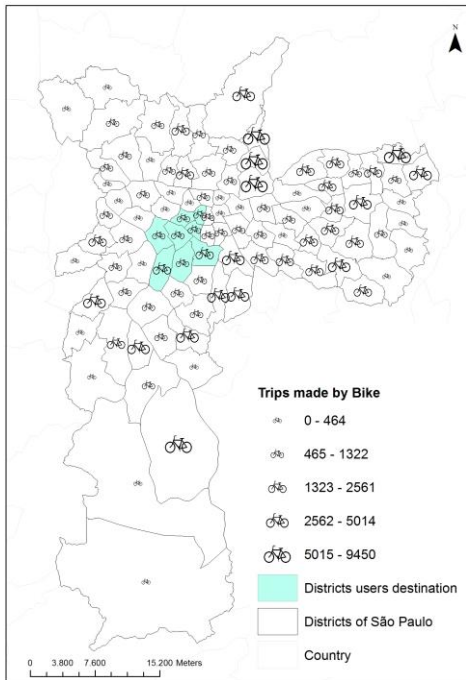 N
Trips made by Bike
0 - 464
465 - 1322
1323 - 2561
2562 - 5014
5015 - 9450
Districts users destination
Districts of São Paulo
Country
0 3.800 7.600 15.200 Meters